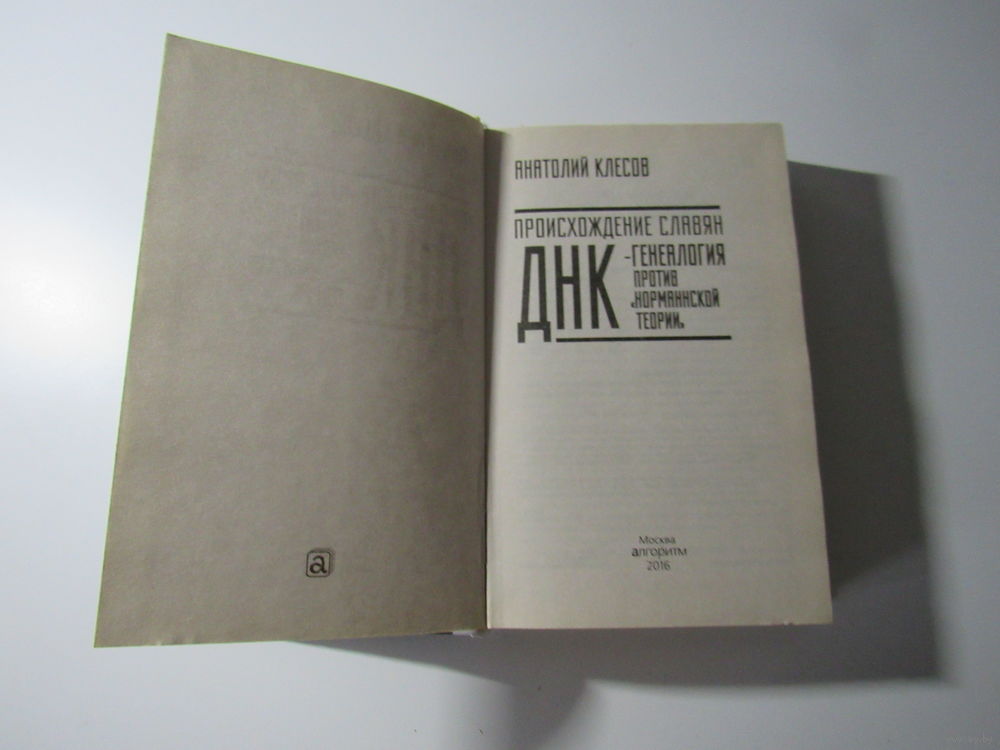 а
АНАТОЛИЙ КЛЕСОВ
ПРОИСХОЖДЕНИЕ СЛАВЯН
ДНК
-ГЕНЕАЛОГИЯ
ПРОТИВ
«НОРМАННСКОЙ
ТЕОРИИ»
Москва
алгоритм
2016